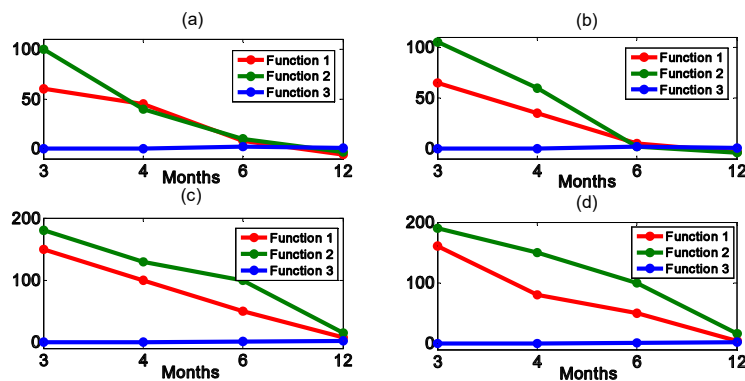 (a)
100
50
0
Function 1
Function 2
Function 3
3 4 6 12
Months
(b)
100
50
0
Function 1
Function 2
Function 3
3 4 6 12
Months
(c)
200
100
0
Function 1
Function 2
Function 3
3 4 6 12
Months
(d)
200
100
0
Function 1
Function 2
Function 3
3 4 6 12
Months